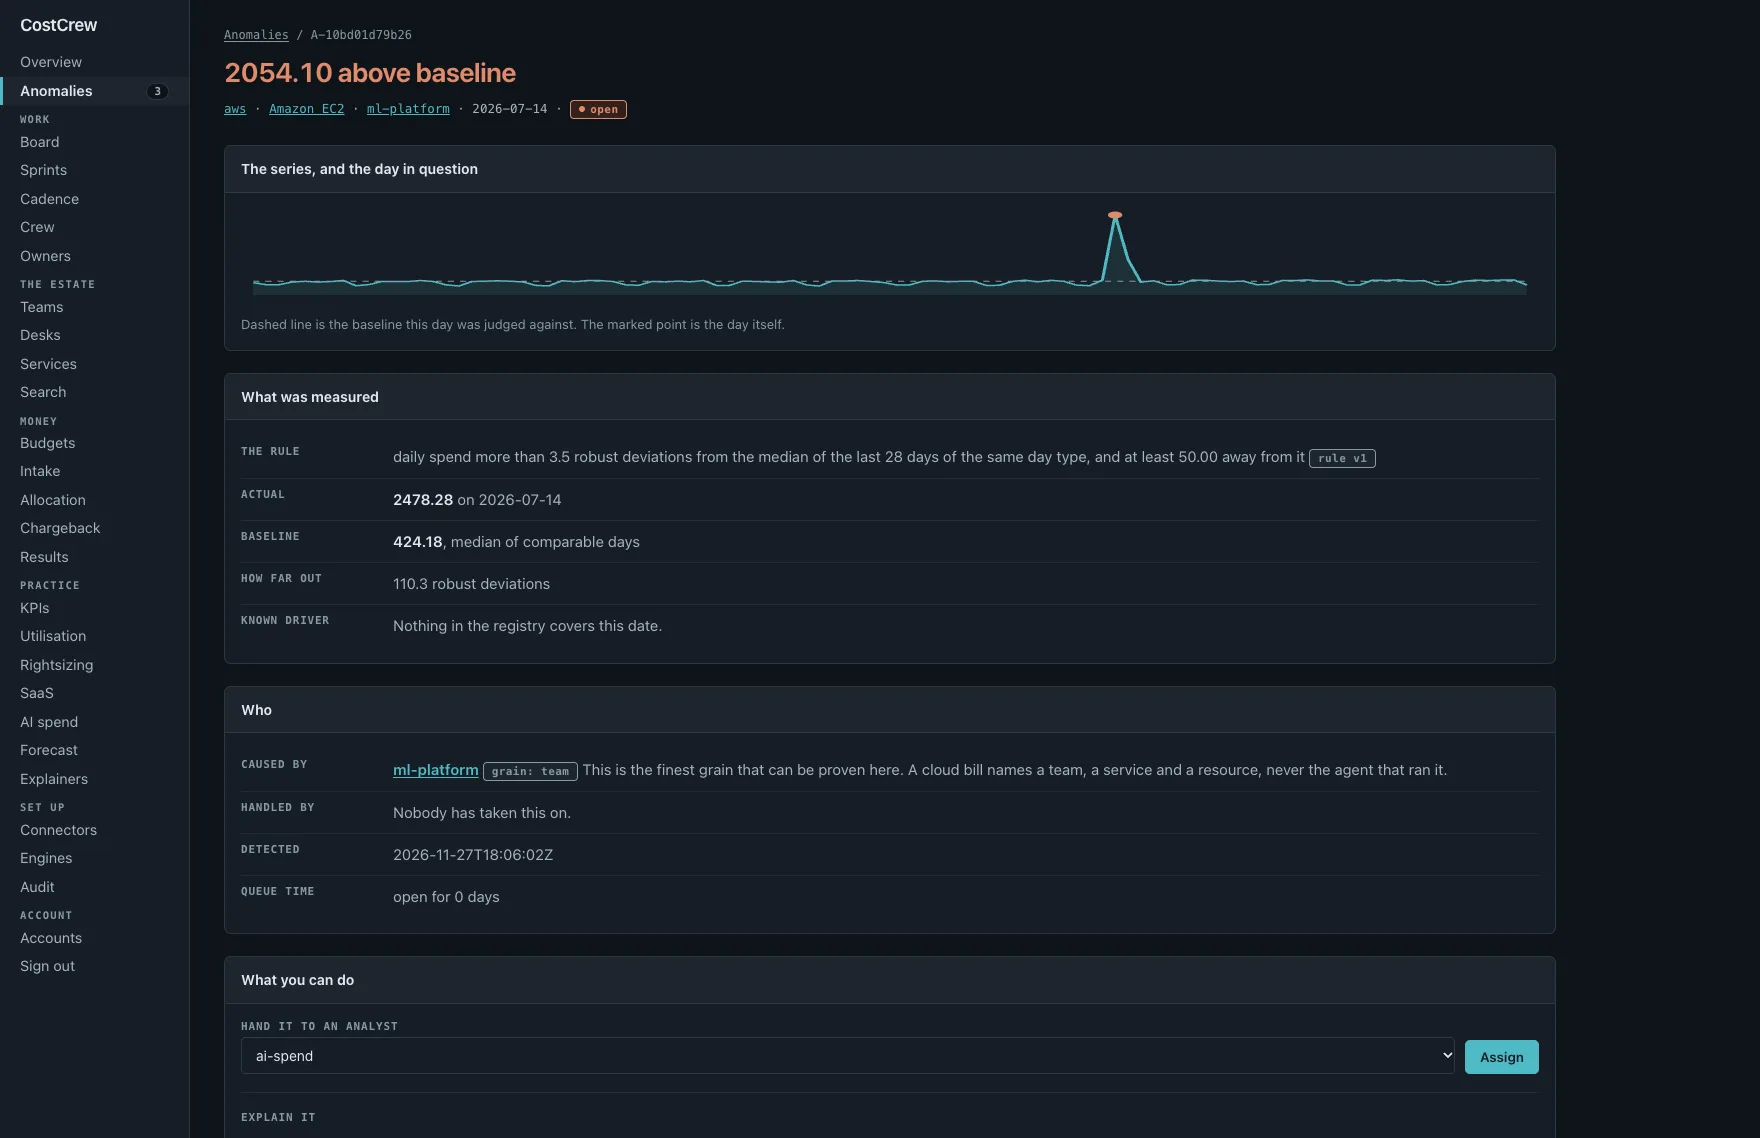 CostCrew
Overview
Anomalies 3
WORK
Board
Sprints
Cadence
Crew
Owners
THE ESTATE
Teams
Desks
Services
Search
MONEY
Budgets
Intake
Allocation
Chargeback
Results
PRACTICE
KPIs
Utilisation
Rightsizing
SaaS
AI spend
Forecast
Explainers
SET UP
Connectors
Engines
Audit
ACCOUNT
Accounts
Sign out
Anomalies / A-10bd01d79b26
2054.10 above baseline
aws · Amazon EC2 · ml-platform · 2026-07-14 · open
The series, and the day in question
Dashed line is the baseline this day was judged against. The marked point is the day itself.
What was measured
THE RULE daily spend more than 3.5 robust deviations from the median of the last 28 days of the same day type, and at least 50.00 away from it rule v1
ACTUAL 2478.28 on 2026-07-14
BASELINE 424.18, median of comparable days
HOW FAR OUT 110.3 robust deviations
KNOWN DRIVER Nothing in the registry covers this date.
Who
CAUSED BY ml-platform grain: team This is the finest grain that can be proven here. A cloud bill names a team, a service and a resource, never the agent that ran it.
HANDLED BY Nobody has taken this on.
DETECTED 2026-11-27T18:06:02Z
QUEUE TIME open for 0 days
What you can do
HAND IT TO AN ANALYST
ai-spend Assign
EXPLAIN IT